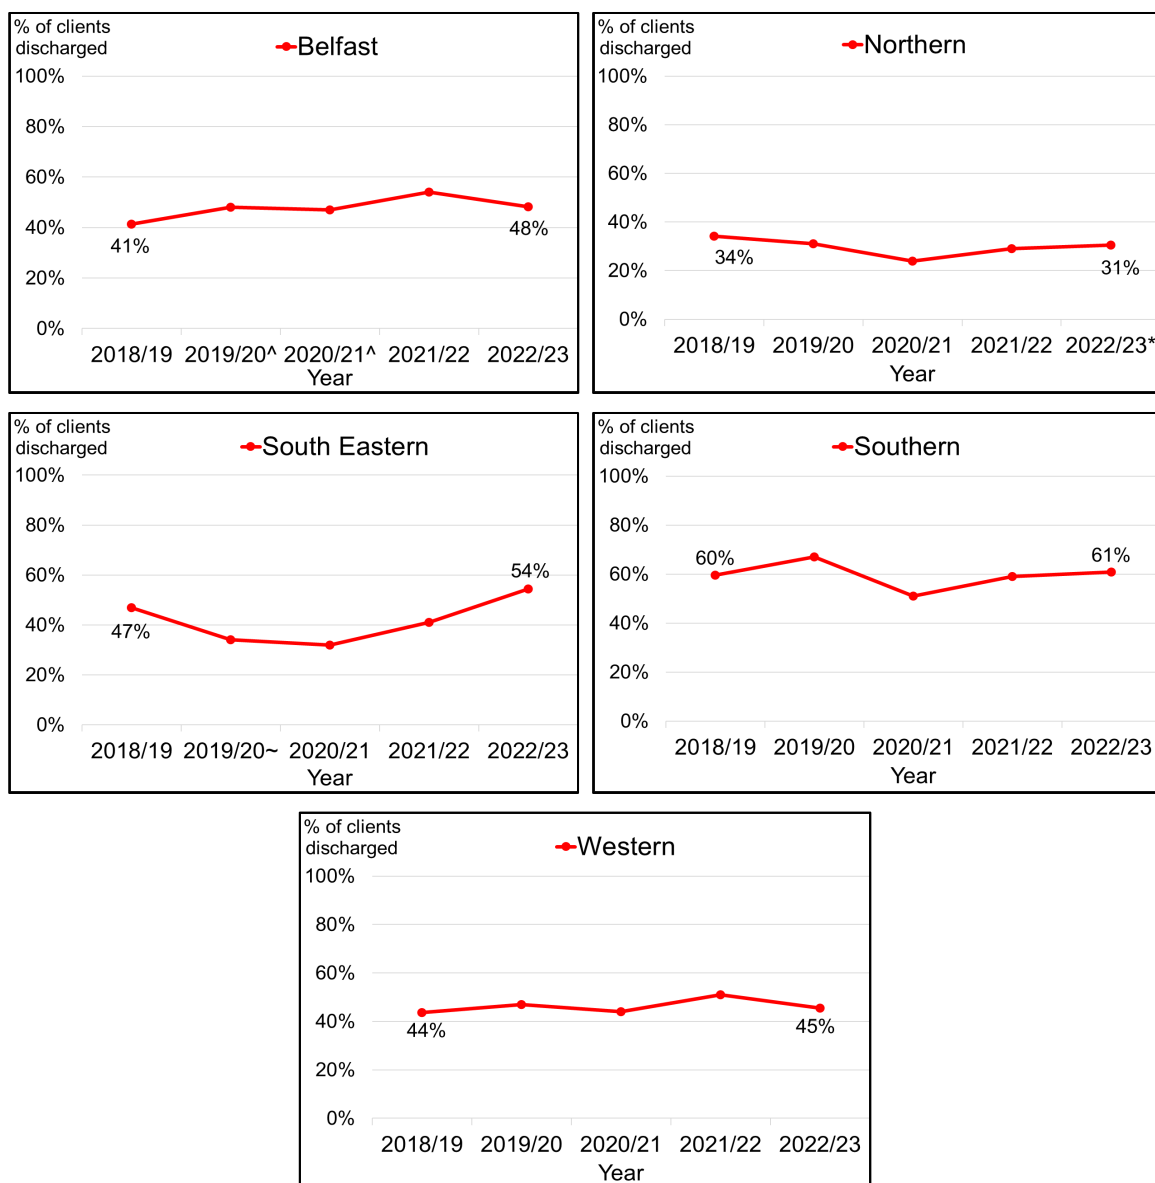 % of clients
discharged
Belfast
100%
80%
60%
40%
20%
0%
41%
48%
2018/19 2019/20^ 2020/21^ 2021/22 2022/23
Year
% of clients
discharged
Northern
100%
80%
60%
40%
20%
0%
34%
31%
2018/19 2019/20 2020/21 2021/22 2022/23*
Year
% of clients
discharged
South Eastern
100%
80%
60%
40%
20%
0%
47%
54%
2018/19 2019/20~ 2020/21 2021/22 2022/23
Year
% of clients
discharged
Southern
100%
80%
60%
40%
20%
0%
60%
61%
2018/19 2019/20 2020/21 2021/22 2022/23
Year
% of clients
discharged
Western
100%
80%
60%
40%
20%
0%
44%
45%
2018/19 2019/20 2020/21 2021/22 2022/23
Year